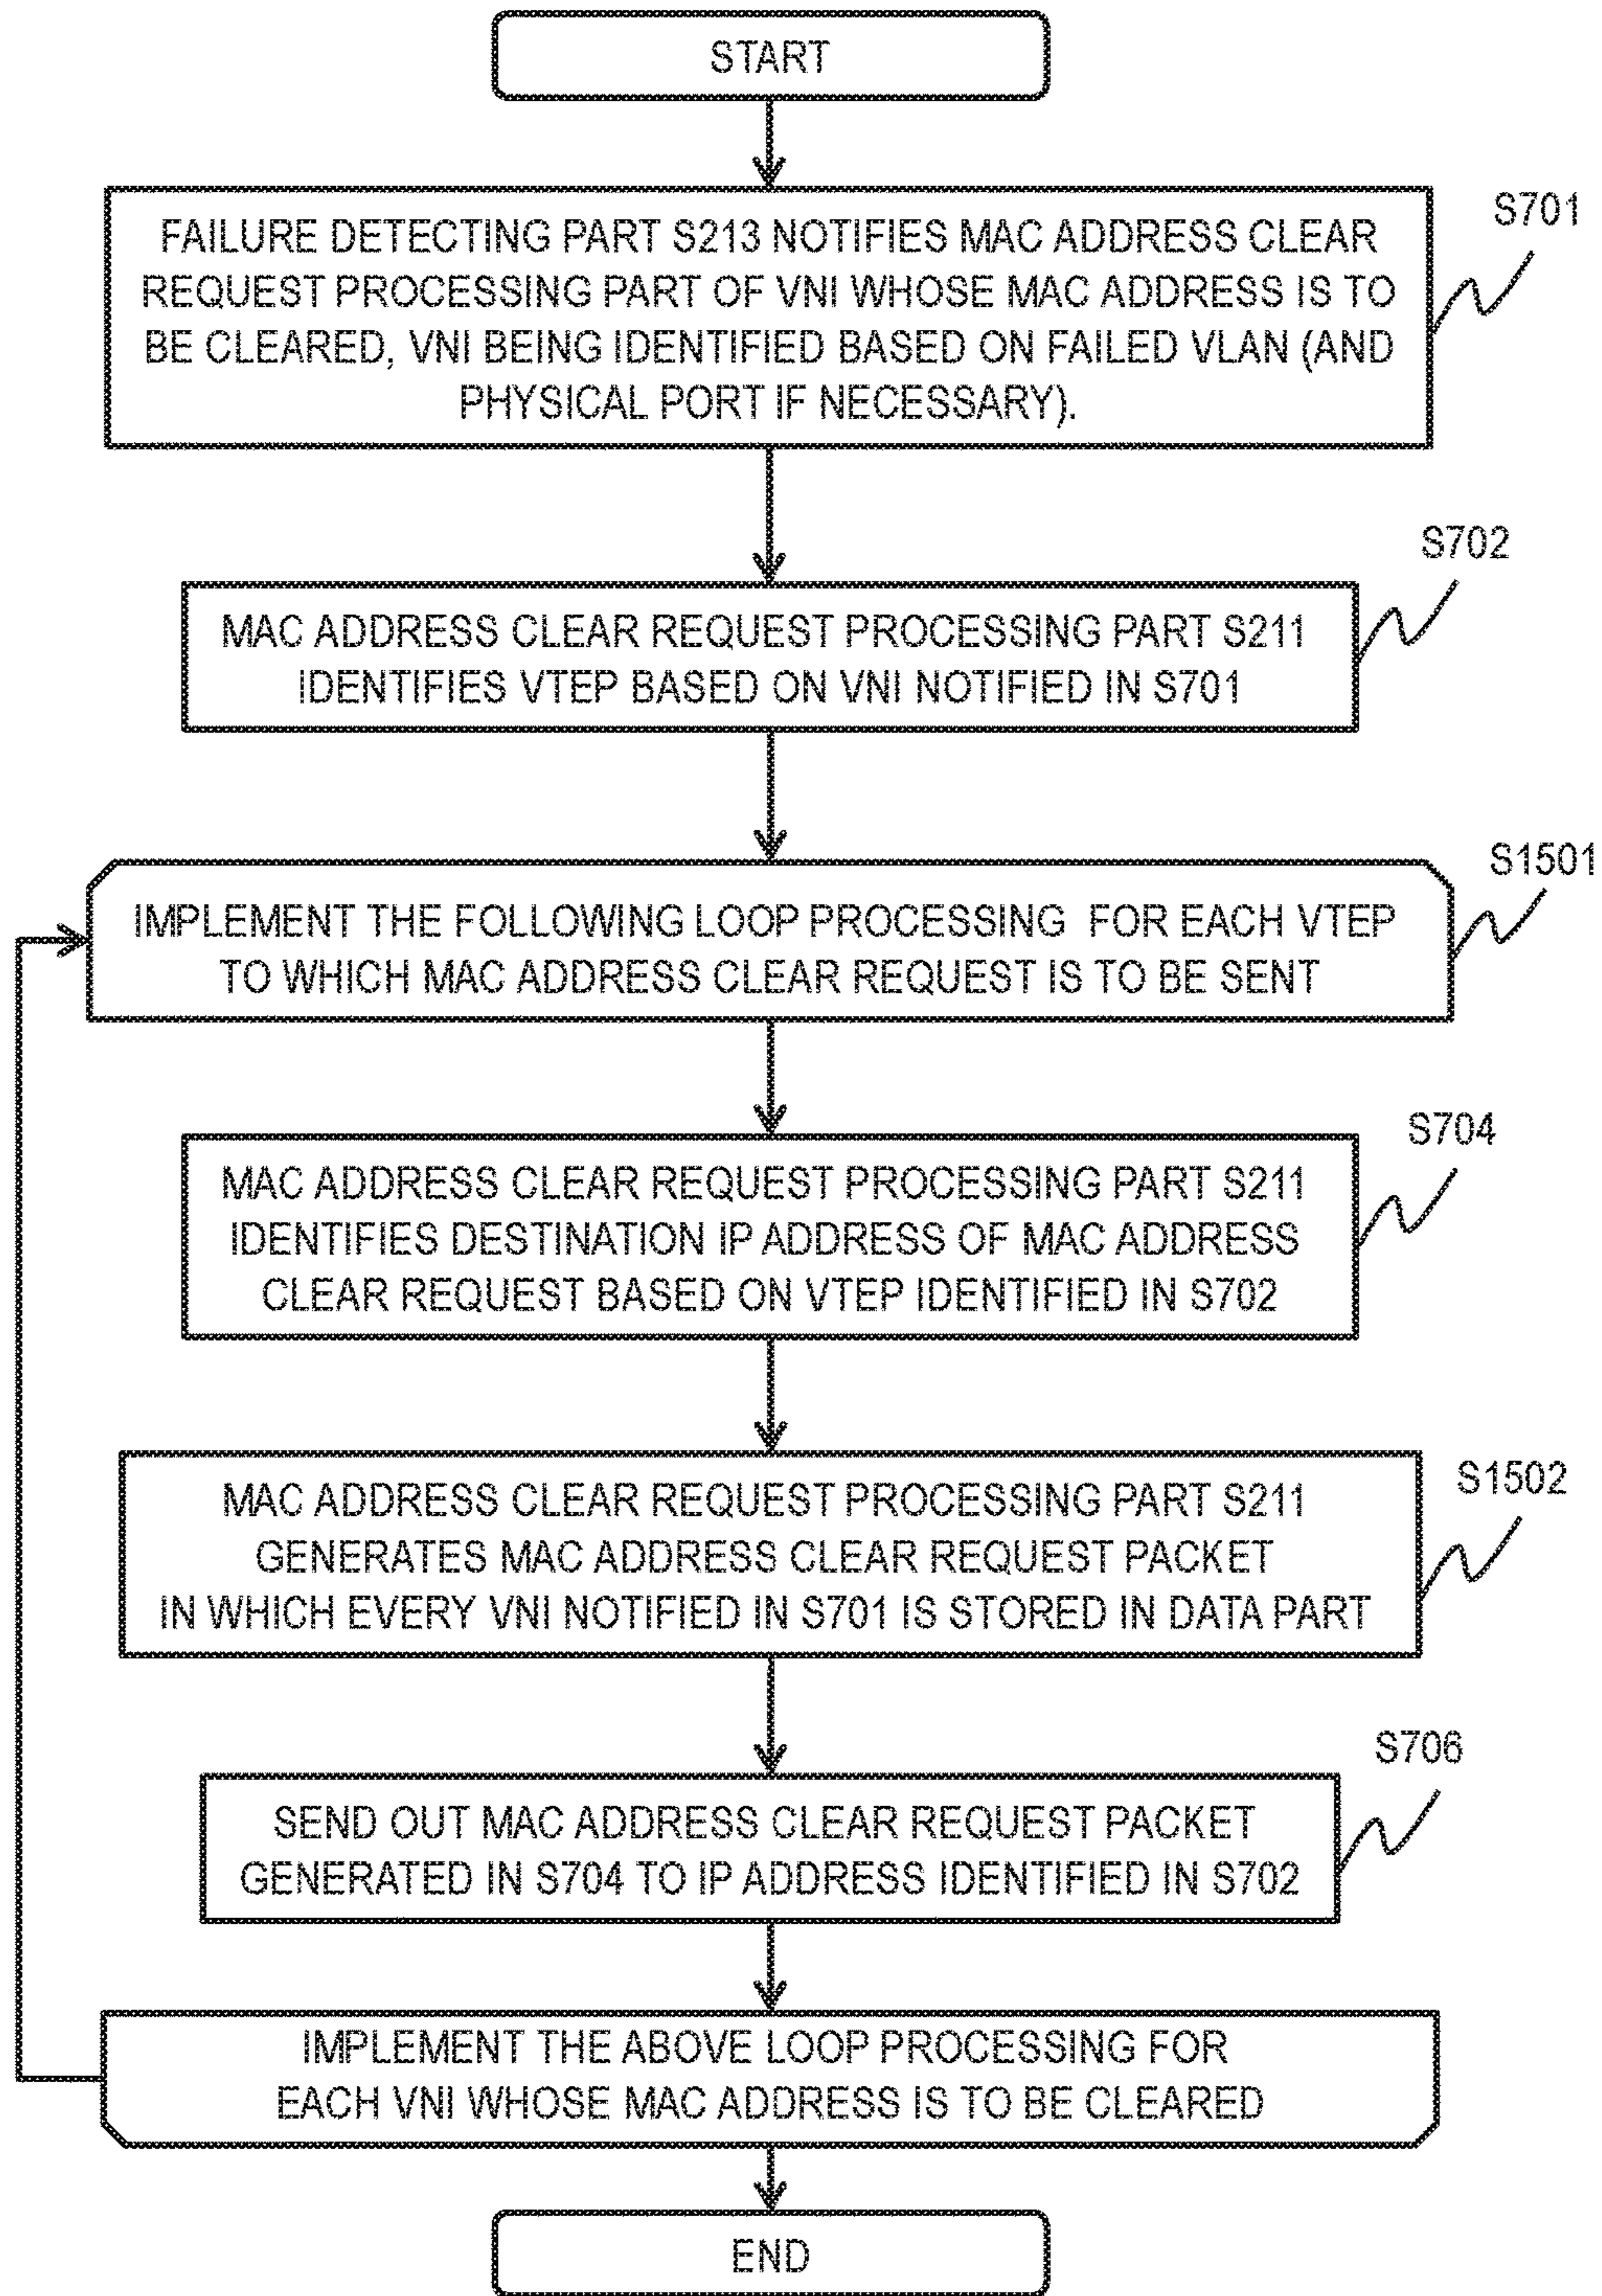 START
FAILURE DETECTING PART S213 NOTIFIES MAC ADDRESS CLEAR
REQUEST PROCESSING PART OF VNI WHOSE MAC ADDRESS IS TO
BE CLEARED, VNI BEING IDENTIFIED BASED ON FAILED VLAN (AND
PHYSICAL PORT IF NECESSARY).
S701
MAC ADDRESS CLEAR REQUEST PROCESSING PART S211
IDENTIFIES VTEP BASED ON VNI NOTIFIED IN S701
S702
IMPLEMENT THE FOLLOWING LOOP PROCESSING FOR EACH VTEP
TO WHICH MAC ADDRESS CLEAR REQUEST IS TO BE SENT
S1501
MAC ADDRESS CLEAR REQUEST PROCESSING PART S211
IDENTIFIES DESTINATION IP ADDRESS OF MAC ADDRESS
CLEAR REQUEST BASED ON VTEP IDENTIFIED IN S702
S704
MAC ADDRESS CLEAR REQUEST PROCESSING PART S211
GENERATES MAC ADDRESS CLEAR REQUEST PACKET
IN WHICH EVERY VNI NOTIFIED IN S701 IS STORED IN DATA PART
S1502
SEND OUT MAC ADDRESS CLEAR REQUEST PACKET
GENERATED IN S704 TO IP ADDRESS IDENTIFIED IN S702
S706
IMPLEMENT THE ABOVE LOOP PROCESSING FOR
EACH VNI WHOSE MAC ADDRESS IS TO BE CLEARED
END